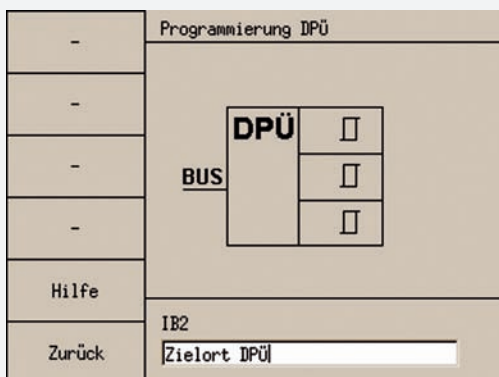 -
-
-
-
Hilfe
Zurück
Programmierung DPÜ
DPÜ
BUS
IB2
Zielort DPÜ